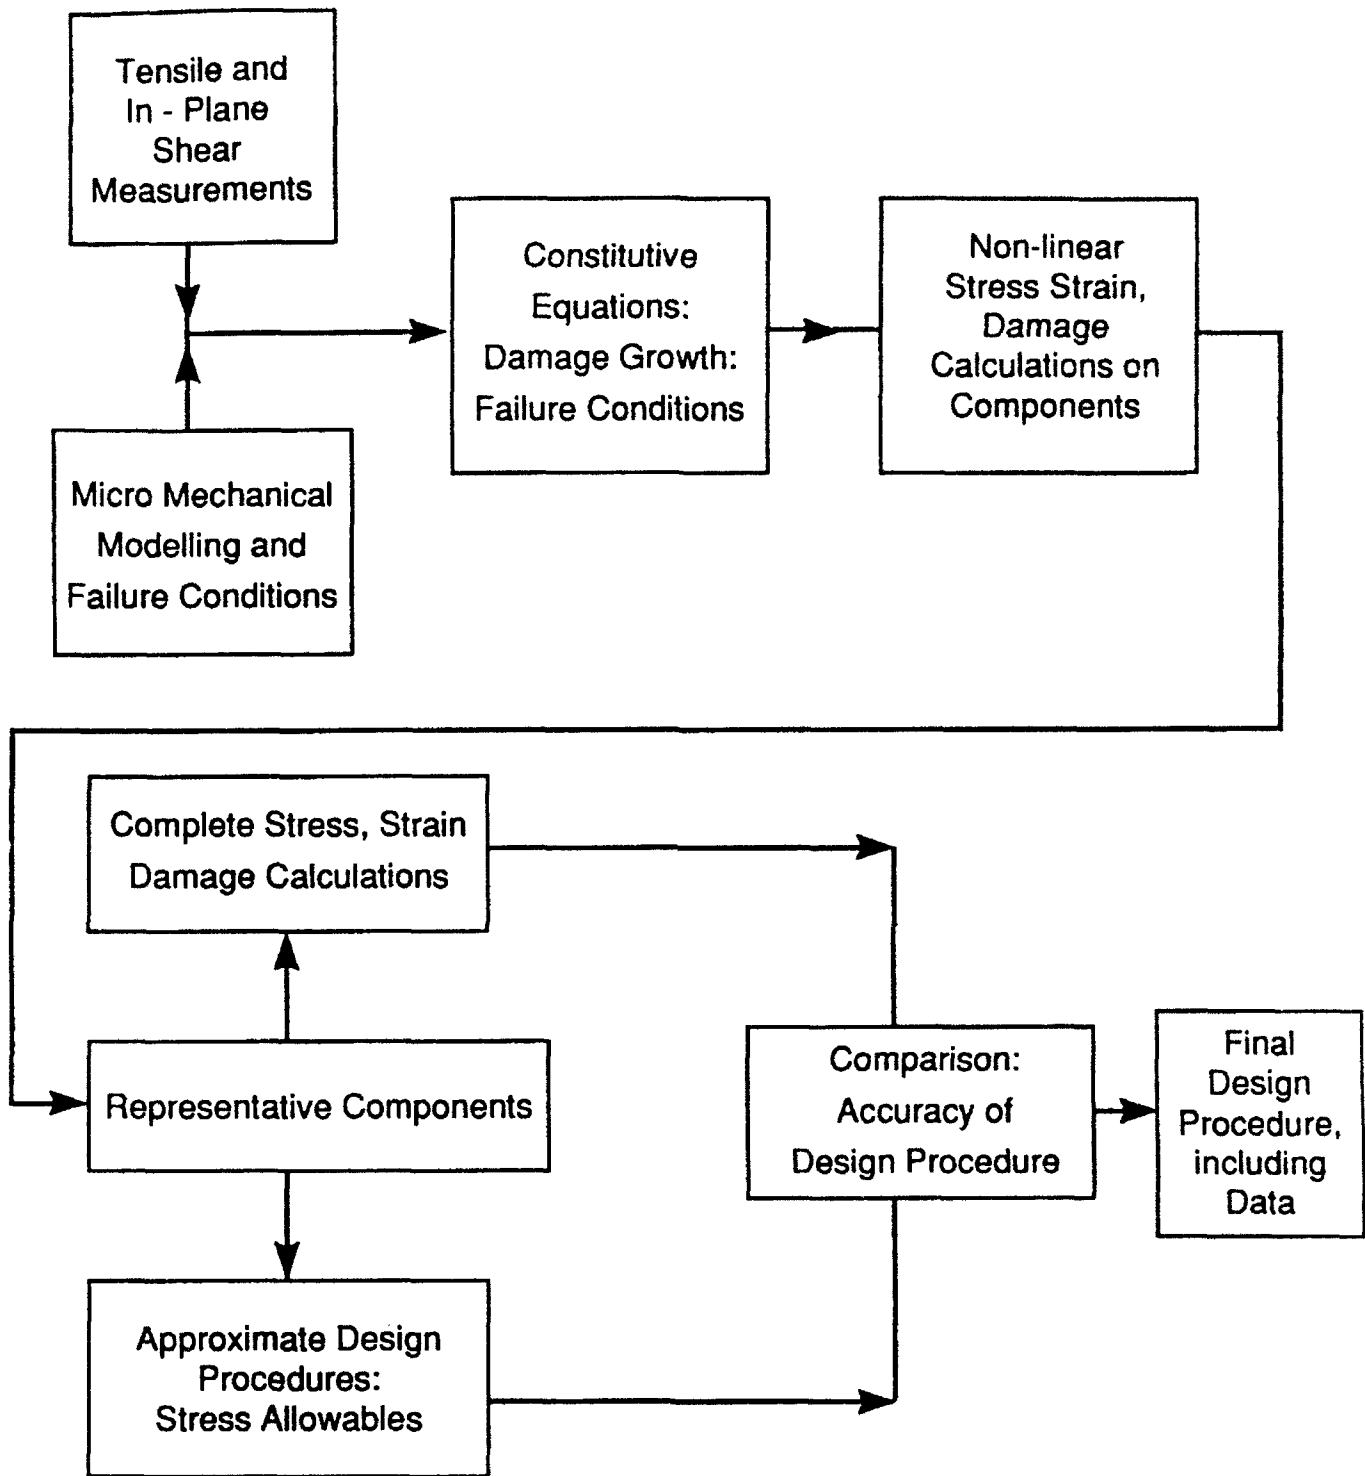 Tensile and
In - Plane
Shear
Measurements
Micro Mechanical
Modelling and
Failure Conditions
Constitutive
Equations:
Damage Growth:
Failure Conditions
Non-linear
Stress Strain,
Damage
Calculations on
Components
Complete Stress, Strain
Damage Calculations
Representative Components
Approximate Design
Procedures:
Stress Allowables
Comparison:
Accuracy of
Design Procedure
Final
Design
Procedure,
including
Data